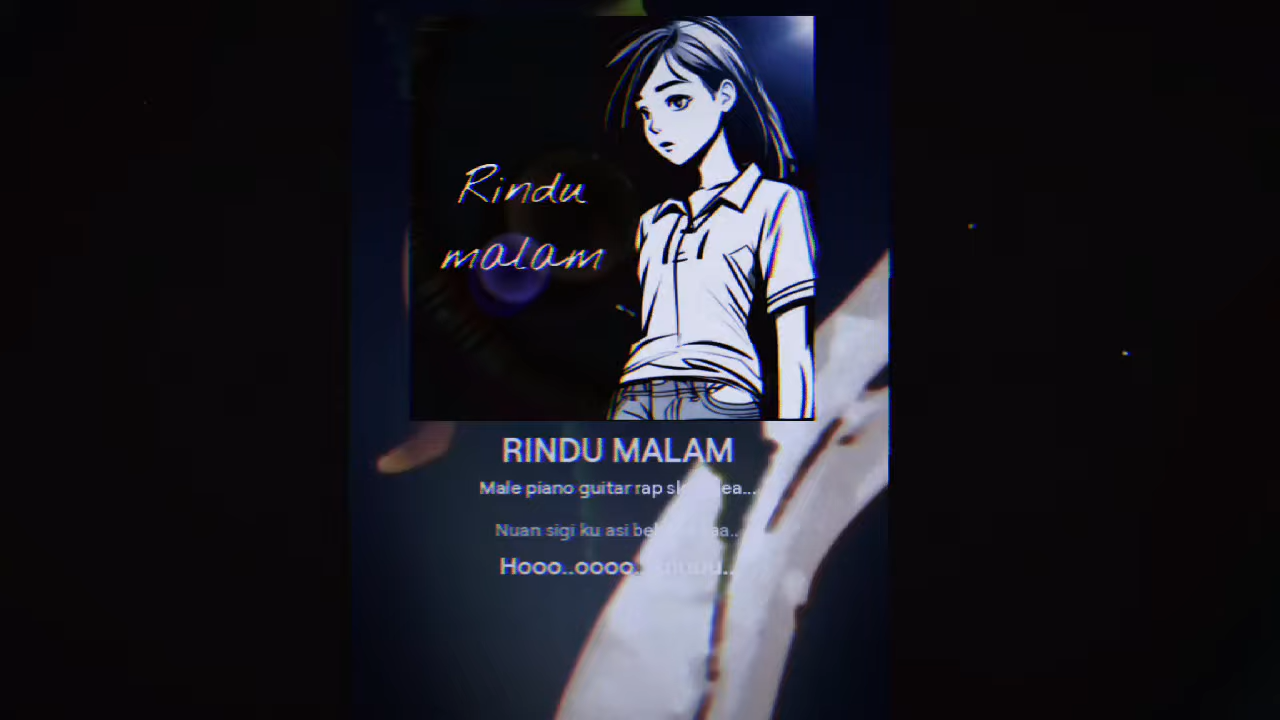 Rindu
malam
RINDU MALAM
Male piano guitar rap
Nuan sigi ku asi
Hooo..oooo.